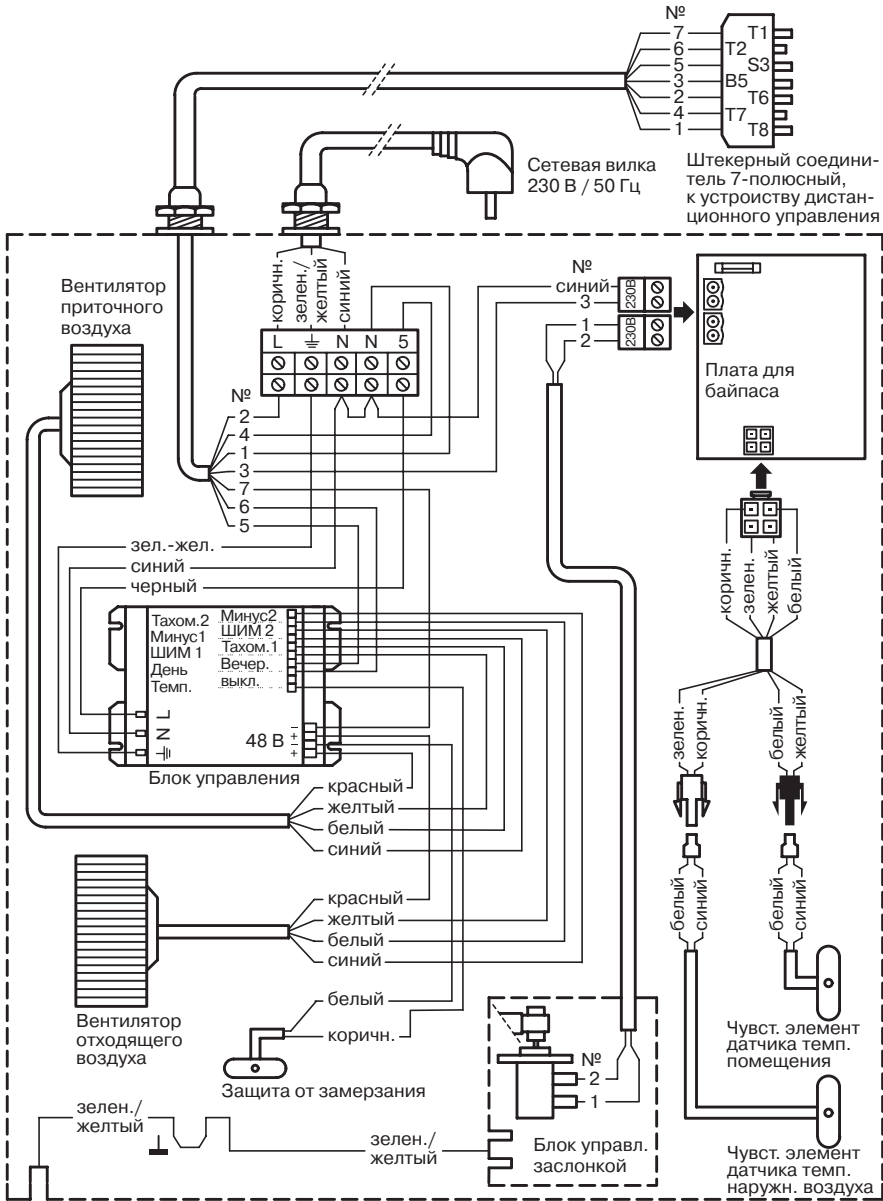 №
7
6
5
3
2
4
1
T1
T2
S3
B5
T6
T7
T8
Сетевая вилка
230 В / 50 Гц
Штекерный соедини-
тель 7-полюсный,
к устройству дистан-
ционного управления
Вентилятор
приточного
воздуха
коричн.
зелен./
желтый
синий
L
N
N
5
№
2
4
1
3
7
6
5
№
синий
3
1
2
230В
230В
Плата для
байпаса
зел.-жел.
синий
черный
Тахом.2
Минус1
ШИМ 1
День
Темп.
Минус2
ШИМ 2
Тахом.1
Вечер.
выкл.
L
N
48 В
–
+
–
+
Блок управления
коричн.
зелен.
желтый
белый
зелен.
коричн.
белый
желтый
красный
желтый
белый
синий
красный
желтый
белый
синий
белый
синий
белый
синий
Вентилятор
отходящего
воздуха
белый
коричн.
Защита от замерзания
№
2
1
Блок управл.
заслонкой
Чувст. элемент
датчика темп.
помещения
Чувст. элемент
датчика темп.
наружн. воздуха
зелен./
желтый
зелен./
желтый